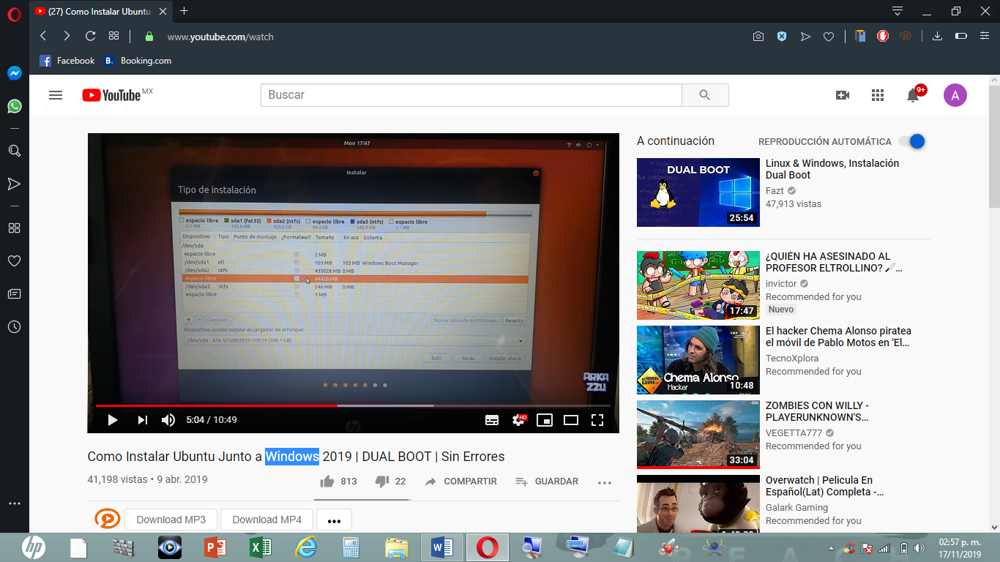 (27) Como Instalar Ubuntu
www.youtube.com/watch
Facebook
B. Booking.com
YouTube MX
Buscar
9+
A
Mon 17:47
Instalar
Tipo de instalación
espacio libre sda1 (fat32) sda2 (ntfs) espacio libre sda3 (ntfs) espacio libre
2.1 MB 103.8 MB 435.0 GB 64.4 GB 546.3 MB 1.1 MB
Dispositivo Tipo Punto de montaje ¿Formatear? Tamaño En uso Sistema
/dev/sda
espacio libre 2 MB
/dev/sda1 efi 103 MB 103 MB Windows Boot Manager
/dev/sda2 ntfs 435028 MB 0 MB
espacio libre 64426 MB
/dev/sda3 ntfs 546 MB 0 MB
espacio libre 1 MB
+ − Cambiar... Nueva tabla de particiones... Revertir
Dispositivo donde instalar el cargador de arranque:
/dev/sda ATA ST500LT012-1DG14 (500.1 GB)
Salir Atrás Instalar ahora
ARKA
ZZU
hp
5:04 / 10:49
HD
Como Instalar Ubuntu Junto a Windows 2019 | DUAL BOOT | Sin Errores
41,198 vistas • 9 abr. 2019
813 22 COMPARTIR GUARDAR
Download MP3 Download MP4
A continuación REPRODUCCIÓN AUTOMÁTICA
DUAL BOOT
25:54
Linux & Windows, Instalación
Dual Boot
Fazt
47,913 vistas
17:47
¿QUIÉN HA ASESINADO AL
PROFESOR ELTROLLINO? 🖌...
invictor
Recommended for you
Nuevo
Chema Alonso
Hacker
10:48
El hacker Chema Alonso piratea
el móvil de Pablo Motos en 'El...
TecnoXplora
Recommended for you
33:04
ZOMBIES CON WILLY -
PLAYERUNKNOWN'S...
VEGETTA777
Recommended for you
Overwatch | Pelicula En
Español(Lat) Completa -...
Galark Gaming
Recommended for you
hp
02:57 p. m.
17/11/2019